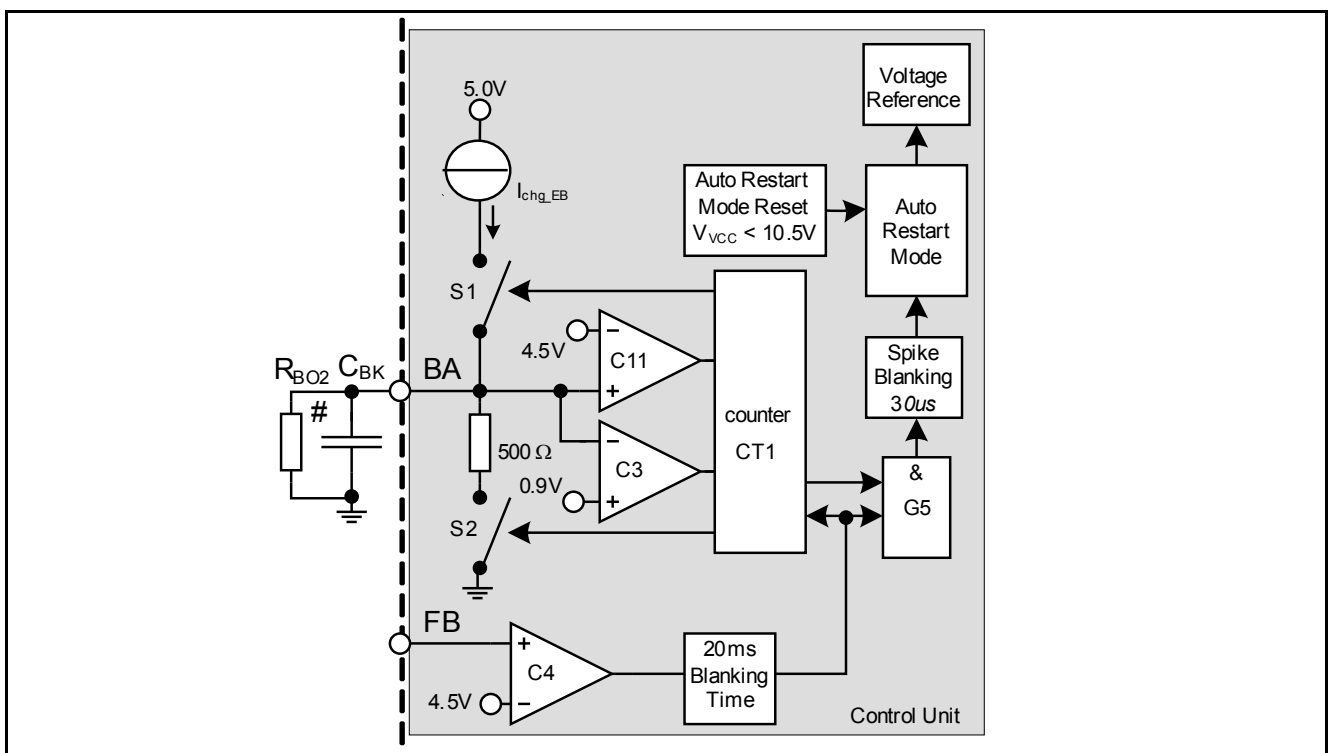 Voltage
Reference
5.0V
Auto Restart
Mode Reset
V_VCC < 10.5V
Auto
Restart
Mode
I_chg_EB
S1
4.5V
C11
Spike
Blanking
30us
R_BO2
C_BK
BA
#
counter
CT1
500 Ω
C3
0.9V
&
G5
S2
FB
C4
20ms
Blanking
Time
4.5V
Control Unit